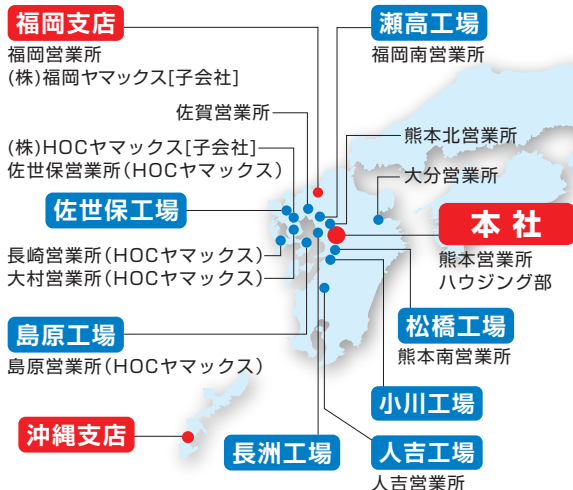 福岡支店
福岡営業所
(株)福岡ヤマックス[子会社]
瀬高工場
福岡南営業所
佐賀営業所
(株)HOCヤマックス[子会社]
佐世保営業所(HOCヤマックス)
熊本北営業所
大分営業所
佐世保工場
本社
熊本営業所
ハウジング部
長崎営業所(HOCヤマックス)
大村営業所(HOCヤマックス)
島原工場
島原営業所(HOCヤマックス)
松橋工場
熊本南営業所
小川工場
沖縄支店
長洲工場
人吉工場
人吉営業所